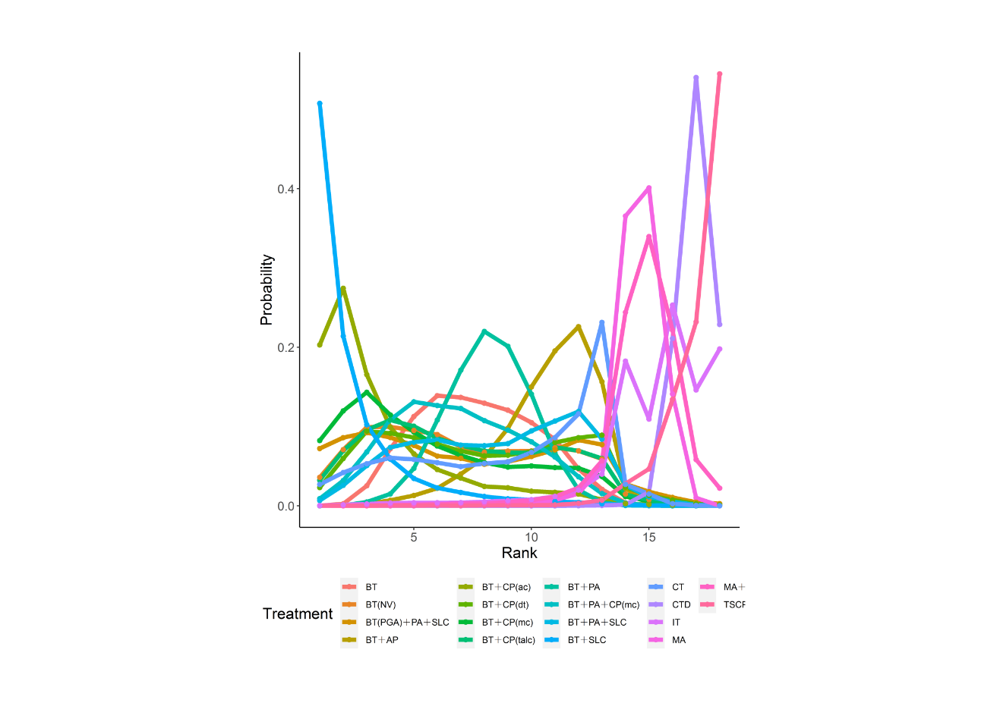 Probability
0.4
0.2
0.0
5 10 15
Rank
Treatment
BT BT+CP(ac) BT+PA CT MA+
BT(NV) BT+CP(dt) BT+PA+CP(mc) CTD TSCF
BT(PGA)+PA+SLC BT+CP(mc) BT+PA+SLC IT
BT+AP BT+CP(talc) BT+SLC MA